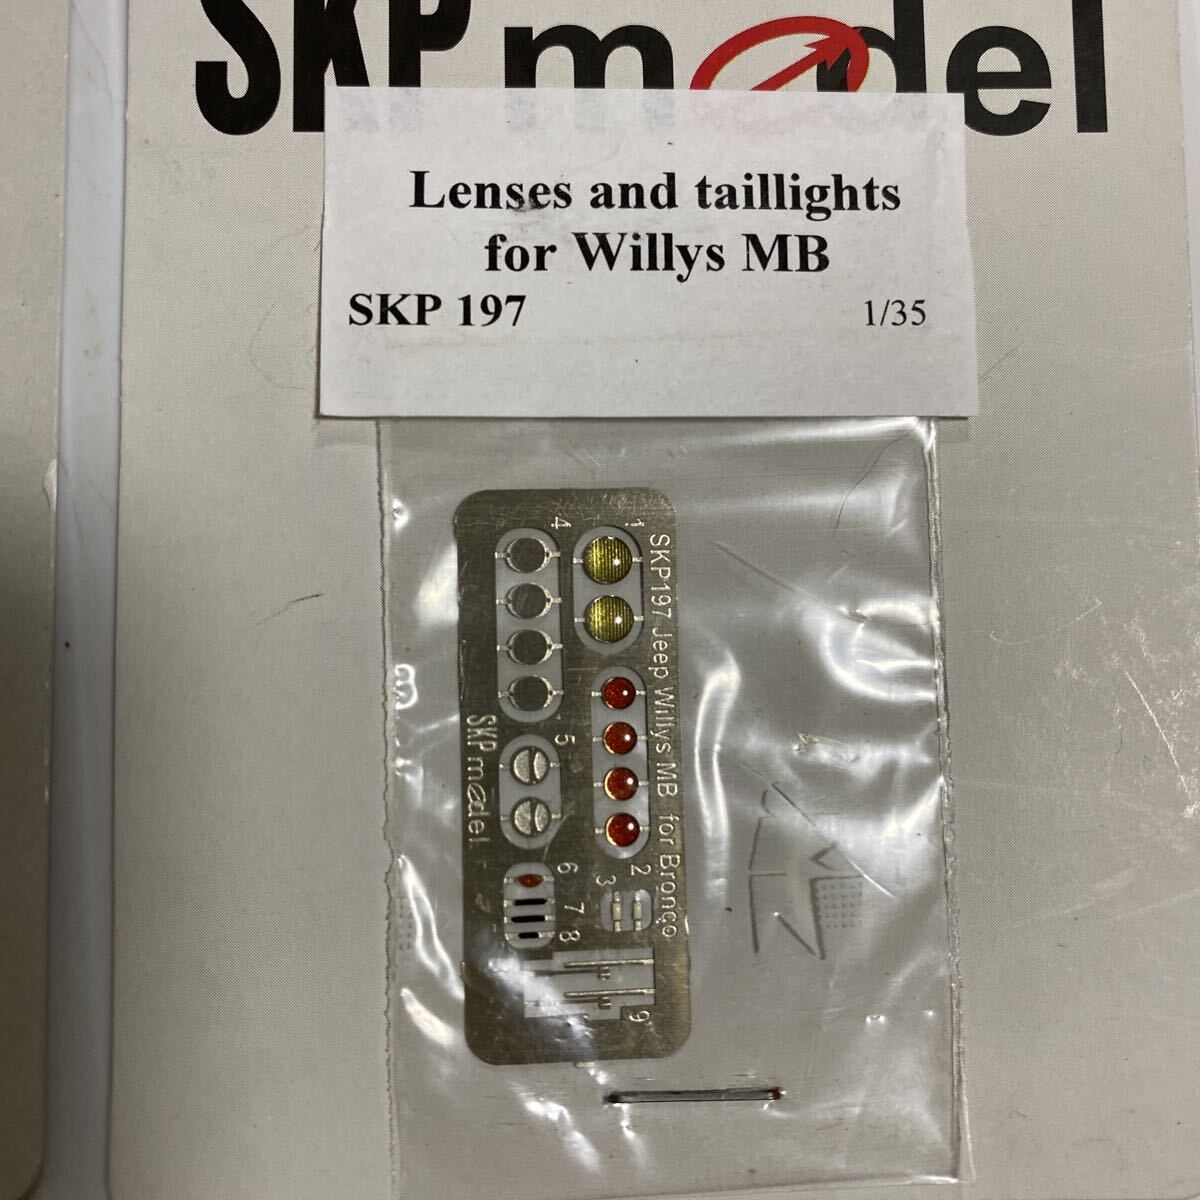 SKP model
Lenses and taillights
for Willys MB
SKP 197 1/35
SKP197 Jeep Willys MB for Bronco
SKP model
1
4
5
2
3
6
7
8
9